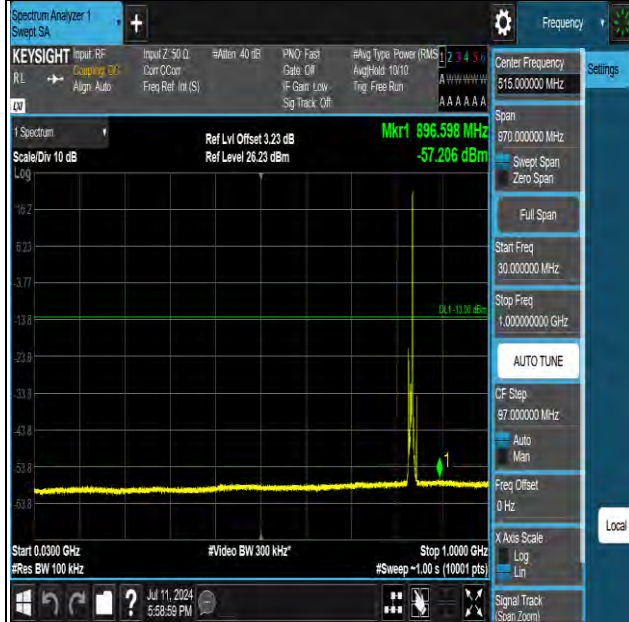 Spectrum Analyzer 1
Swept SA
Frequency
KEYSIGHT
Input: RF
Coupling: DC
Align: Auto
Input Z: 50 Ω
Corr CCorr
Freq Ref: Int (S)
#Atten: 40 dB
PNO: Fast
Gate: Off
IF Gain: Low
Sig Track: Off
#Avg Type: Power (RMS
Avg|Hold: 10/10
Trig: Free Run
1 2 3 4 5 6
A W W W W W
A A A A A A
RL
1 Spectrum
Scale/Div 10 dB
Ref Lvl Offset 3.23 dB
Ref Level 26.23 dBm
Mkr1 896.598 MHz
-57.206 dBm
Log
16.2
6.23
-3.77
-13.8
-23.8
-33.8
-43.8
-53.8
-63.8
DL1 -13.00 dBm
1
Start 0.0300 GHz
#Res BW 100 kHz
#Video BW 300 kHz*
Stop 1.0000 GHz
#Sweep ~1.00 s (10001 pts)
Jul 11, 2024
5:58:59 PM
Center Frequency
515.000000 MHz
Settings
Span
970.000000 MHz
Swept Span
Zero Span
Full Span
Start Freq
30.000000 MHz
Stop Freq
1.000000000 GHz
AUTO TUNE
CF Step
97.000000 MHz
Auto
Man
Freq Offset
0 Hz
Local
X Axis Scale
Log
Lin
Signal Track
(Span Zoom)